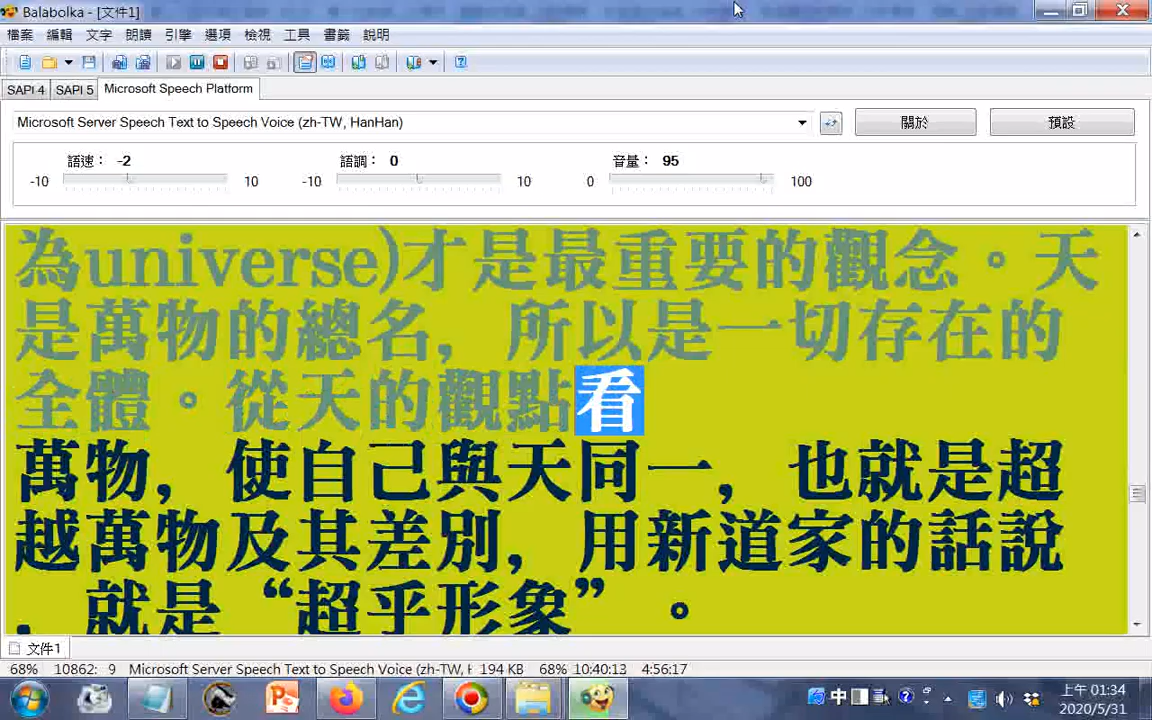 Balabolka - [文件1]
檔案 編輯 文字 朗讀 引擎 選項 檢視 工具 書籤 說明
SAPI 4 SAPI 5 Microsoft Speech Platform
Microsoft Server Speech Text to Speech Voice (zh-TW, HanHan) 關於 預設
語速： -2 語調： 0 音量： 95
-10 10 -10 10 0 100
為universe)才是最重要的觀念。天
是萬物的總名，所以是一切存在的
全體。從天的觀點看
萬物，使自己與天同一，也就是超
越萬物及其差別，用新道家的話說
，就是“超乎形象”。
文件1
68% 10862: 9 Microsoft Server Speech Text to Speech Voice (zh-TW, H 194 KB 68% 10:40:13 4:56:17
中 上午 01:34
2020/5/31